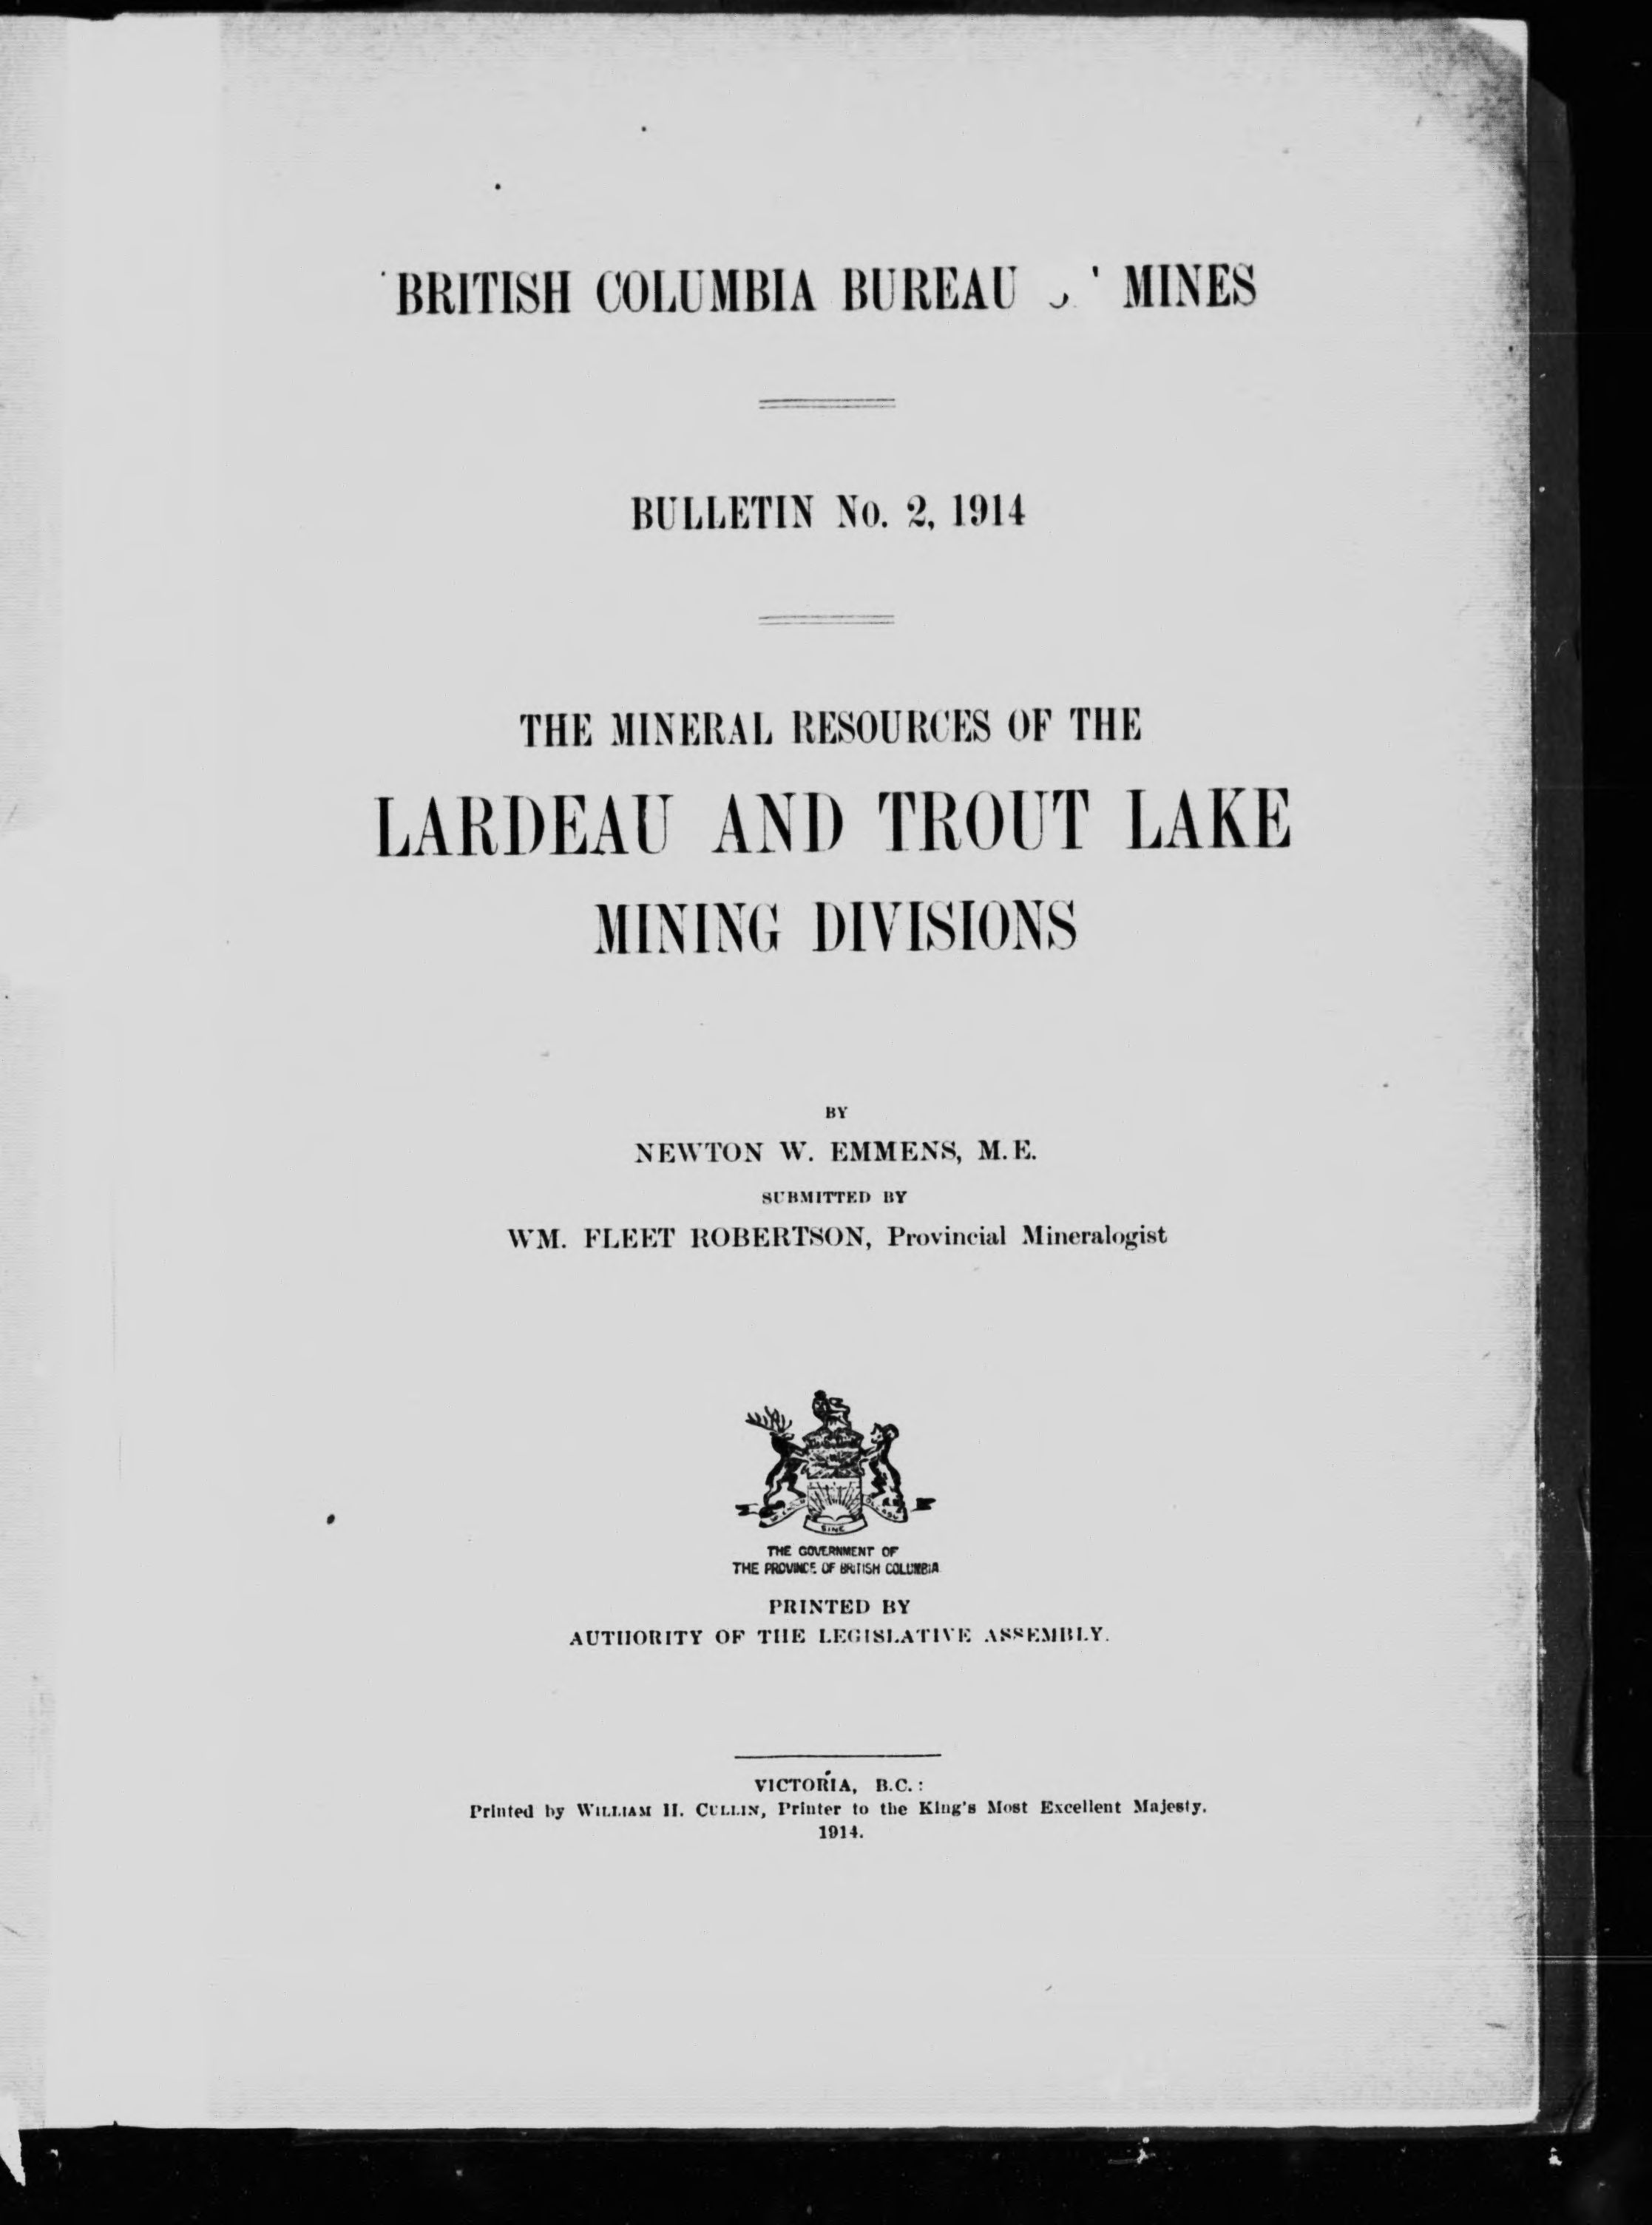 BRITISH COLUMBIA BUREAU MINES
BULLETIN No. 2, 1914
THE MINERAL RESOURCES OF THE
LARDEAU AND TROUT LAKE
MINING DIVISIONS
BY
NEWTON W. EMMENS, M.E.
SUBMITTED BY
WM. FLEET ROBERTSON, Provincial Mineralogist
SINE
THE GOVERNMENT OF
THE PROVINCE OF BRITISH COLUMBIA
PRINTED BY
AUTHORITY OF THE LEGISLATIVE ASSEMBLY.
VICTORIA, B.C.:
Printed by WILLIAM H. CULLIN, Printer to the King's Most Excellent Majesty.
1914.